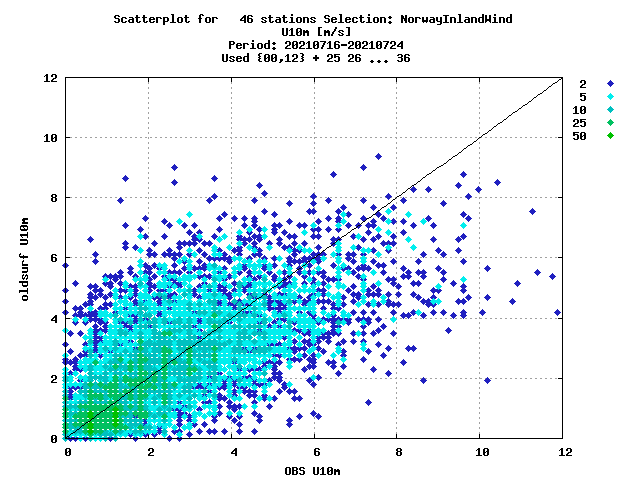 Scatterplot for   46 stations Selection: NorwayInlandWind
U10m [m/s]
Period: 20210716-20210724
Used {00,12} + 25 26 ... 36
12
10
8
6
4
2
0
oldsurf U10m
0 2 4 6 8 10 12
OBS U10m
2
5
10
25
50